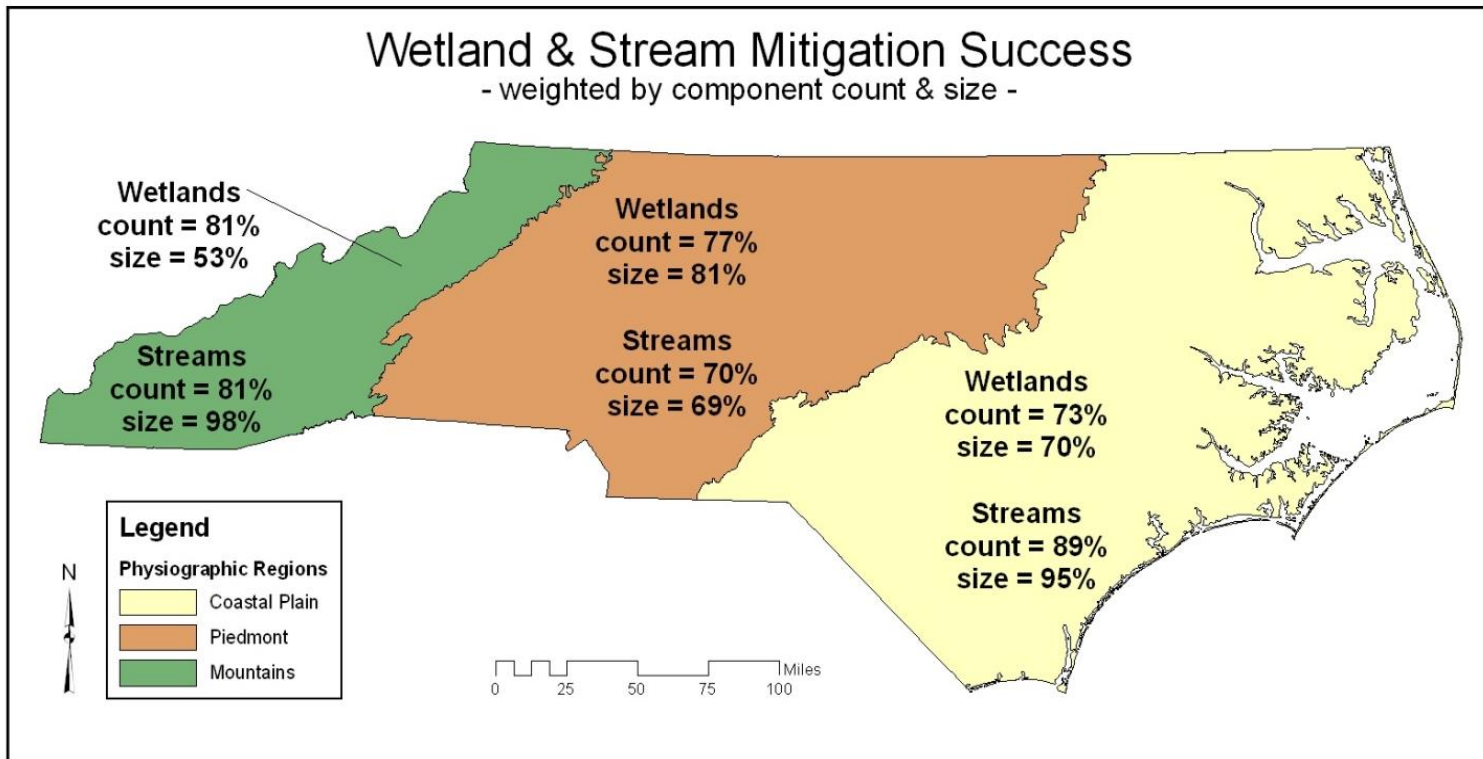 Wetland & Stream Mitigation Success
- weighted by component count & size -
Wetlands
count = 81%
size = 53%
Streams
count = 81%
size = 98%
Wetlands
count = 77%
size = 81%
Streams
count = 70%
size = 69%
Wetlands
count = 73%
size = 70%
Streams
count = 89%
size = 95%
Legend
Physiographic Regions
Coastal Plain
Piedmont
Mountains
N
Miles
0 25 50 75 100